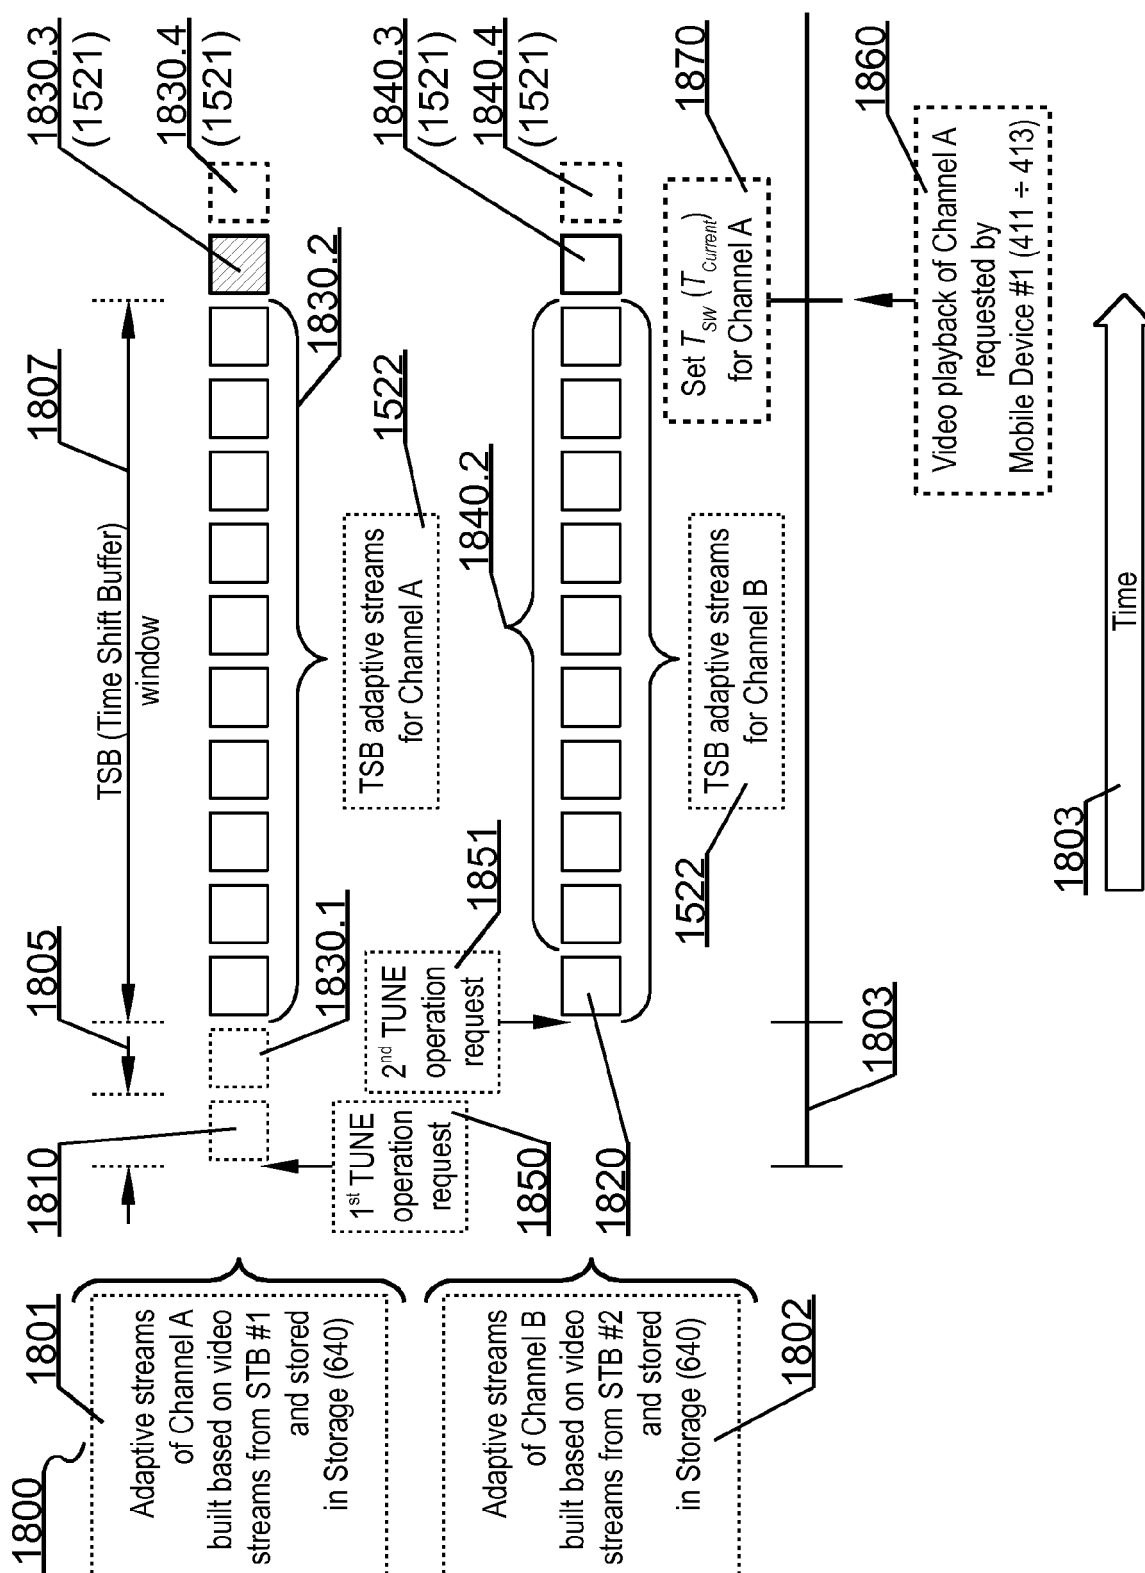 1800
1801
Adaptive streams
of Channel A
built based on video
streams from STB #1
and stored
in Storage (640)
Adaptive streams
of Channel B
built based on video
streams from STB #2
and stored
in Storage (640)
1802
1810
1805
1807
TSB (Time Shift Buffer)
window
1830.3
(1521)
1830.4
(1521)
1830.1
1830.2
1st TUNE
operation
request
1850
2nd TUNE
operation
request
1851
TSB adaptive streams
for Channel A
1522
1840.2
1840.3
(1521)
1840.4
(1521)
1820
TSB adaptive streams
for Channel B
1522
Set TSW (TCurrent)
for Channel A
1870
1803
Video playback of Channel A
requested by
Mobile Device #1 (411 ÷ 413)
1860
1803
Time